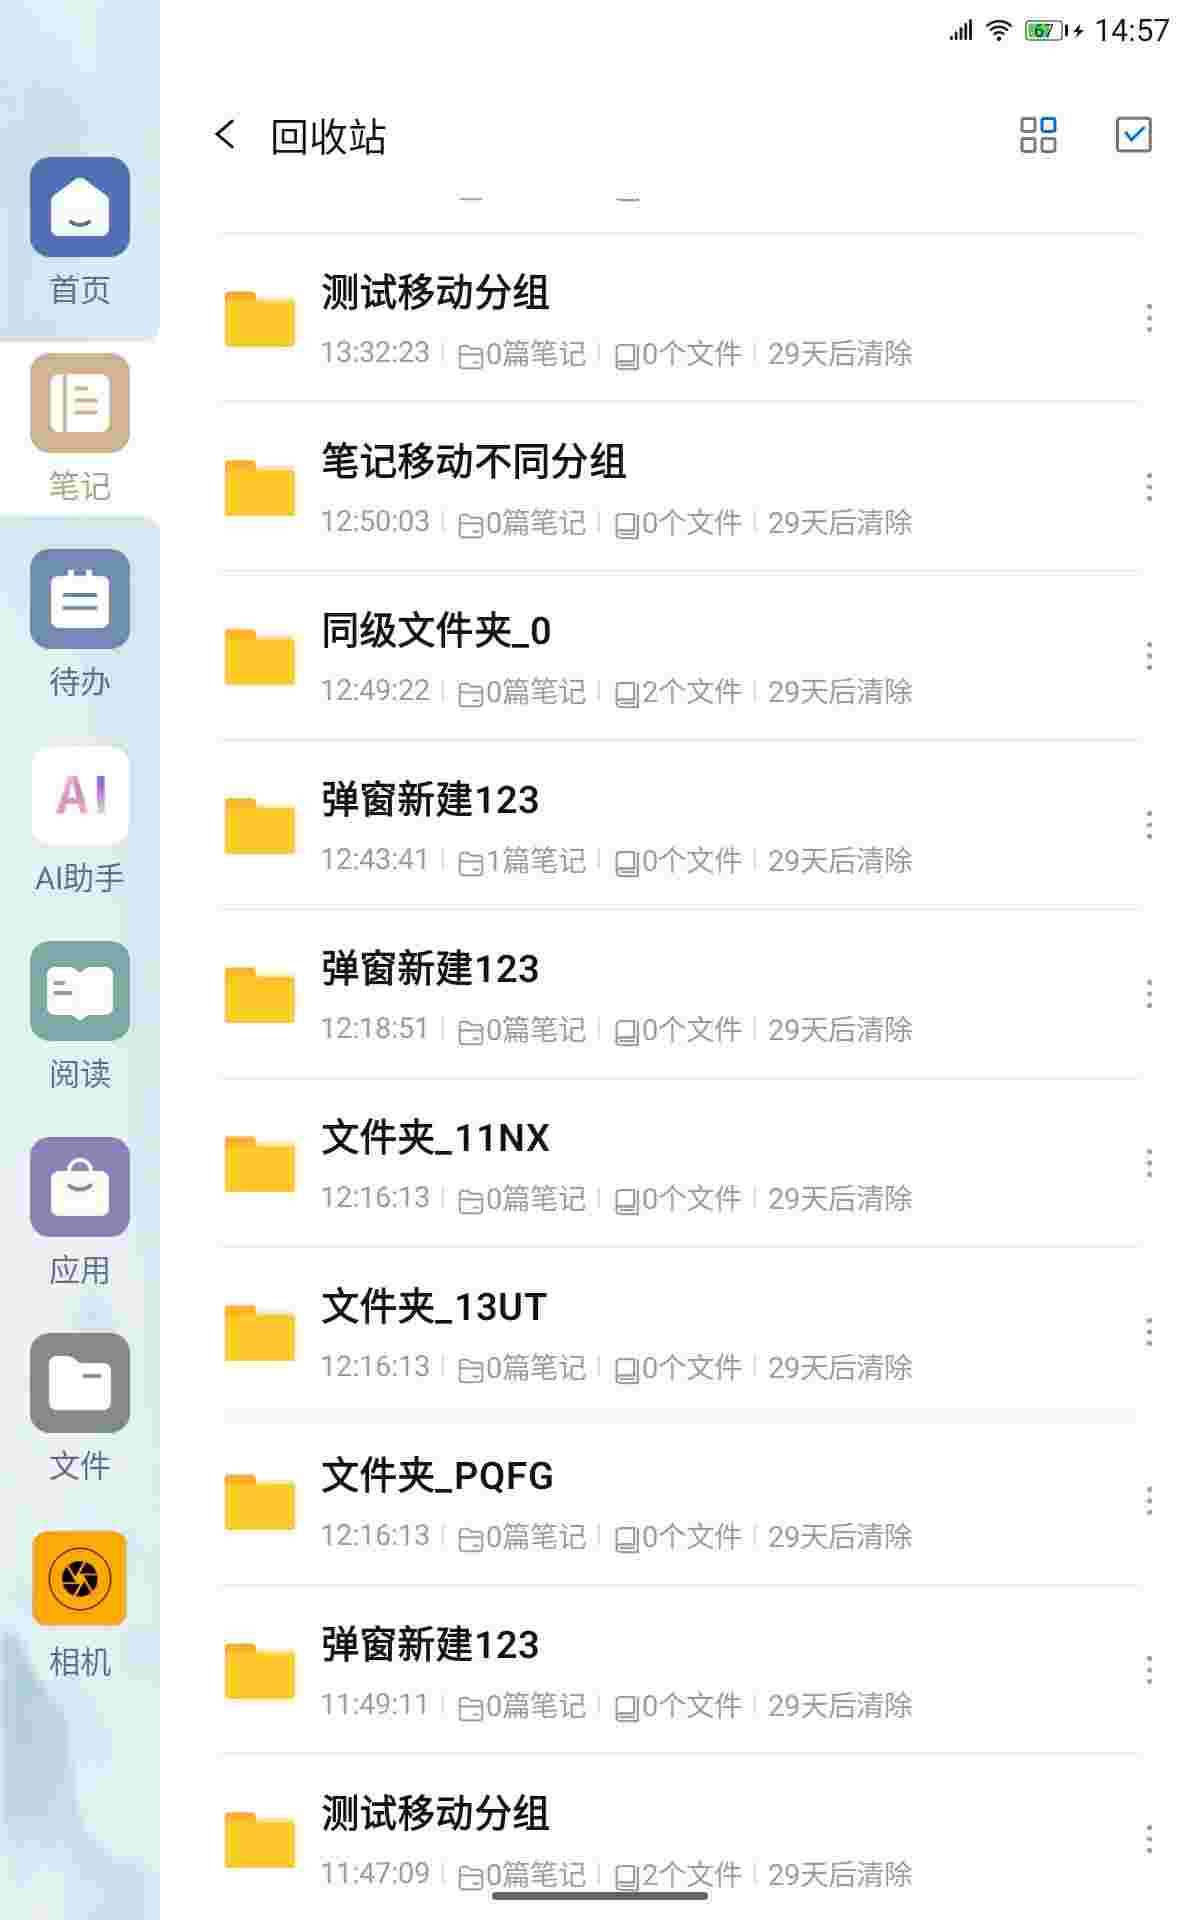 67 14:57
回收站
首页
笔记
待办
AI
AI助手
阅读
应用
文件
相机
测试移动分组
13:32:23 0篇笔记 0个文件 29天后清除
笔记移动不同分组
12:50:03 0篇笔记 0个文件 29天后清除
同级文件夹_0
12:49:22 0篇笔记 2个文件 29天后清除
弹窗新建123
12:43:41 1篇笔记 0个文件 29天后清除
弹窗新建123
12:18:51 0篇笔记 0个文件 29天后清除
文件夹_11NX
12:16:13 0篇笔记 0个文件 29天后清除
文件夹_13UT
12:16:13 0篇笔记 0个文件 29天后清除
文件夹_PQFG
12:16:13 0篇笔记 0个文件 29天后清除
弹窗新建123
11:49:11 0篇笔记 0个文件 29天后清除
测试移动分组
11:47:09 0篇笔记 2个文件 29天后清除